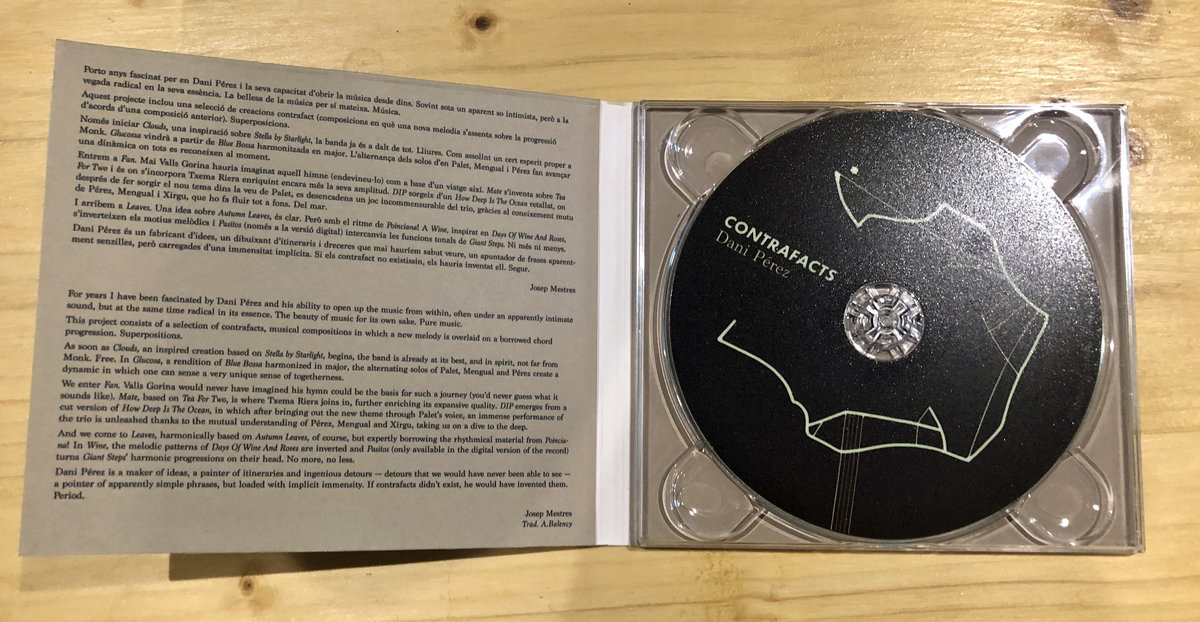 Porto anys fascinat per en Dani Pérez i la seva capacitat d'obrir la música desde dins. Sovint sota un aparent so intimista, però a la
vegada radical en la seva essència. La bellesa de la música per sí mateixa. Música.
Aquest projecte inclou una selecció de creacions contrafact (composicions en què una nova melodia s'assenta sobre la progressió
d'acords d'una composició anterior). Superposicions.
Només iniciar Clouds, una inspiració sobre Stella by Starlight, la banda ja és a dalt de tot. Lliures. Com assolint un cert esperit proper a
Monk. Glucossa vindrà a partir de Blue Bossa harmonitzada en major. L'alternança dels solos d'en Palet, Mengual i Pérez fan avançar
una dinàmica on tots es reconeixen al moment.
Entrem a Fan. Mai Valls Gorina hauria imaginat aquell himne (endevineu-lo) com a base d'un viatge així. Mate s'inventa sobre Tea
For Two i és on s'incorpora Txema Riera enriquint encara més la seva amplitud. DIP sorgeix d'un How Deep Is The Ocean retallat, on
després de fer sorgir el nou tema dins la veu de Palet, es desencadena un joc incommensurable del trio, gràcies al coneixement mutu
de Pérez, Mengual i Xirgu, que ho fa fluir tot a fons. Del mar.
I arribem a Leaves. Una idea sobre Autumn Leaves, és clar. Però amb el ritme de Poinciana! A Wine, inspirat en Days Of Wine And Roses,
s'inverteixen els motius melòdics i Pasitos (només a la versió digital) intercanvia les funcions tonals de Giant Steps. Ni més ni menys.
Dani Pérez és un fabricant d'idees, un dibuixant d'itineraris i dreceres que mai hauríem sabut veure, un apuntador de frases aparent-
ment senzilles, però carregades d'una immensitat implícita. Si els contrafact no existissin, els hauria inventat ell. Segur.
Josep Mestres
For years I have been fascinated by Dani Pérez and his ability to open up the music from within, often under an apparently intimate
sound, but at the same time radical in its essence. The beauty of music for its own sake. Pure music.
This project consists of a selection of contrafacts, musical compositions in which a new melody is overlaid on a borrowed chord
progression. Superpositions.
As soon as Clouds, an inspired creation based on Stella by Starlight, begins, the band is already at its best, and in spirit, not far from
Monk. Free. In Glucosa, a rendition of Blue Bossa harmonized in major, the alternating solos of Palet, Mengual and Pérez create a
dynamic in which one can sense a very unique sense of togetherness.
We enter Fan. Valls Gorina would never have imagined his hymn could be the basis for such a journey (you'd never guess what it
sounds like). Mate, based on Tea For Two, is where Txema Riera joins in, further enriching its expansive quality. DIP emerges from a
cut version of How Deep Is The Ocean, in which after bringing out the new theme through Palet's voice, an immense performance of
the trio is unleashed thanks to the mutual understanding of Pérez, Mengual and Xirgu, taking us on a dive to the deep.
And we come to Leaves, harmonically based on Autumn Leaves, of course, but expertly borrowing the rhythmical material from Poincia-
na! In Wine, the melodic patterns of Days Of Wine And Roses are inverted and Pasitos (only available in the digital version of the record)
turns Giant Steps' harmonic progressions on their head. No more, no less.
Dani Pérez is a maker of ideas, a painter of itineraries and ingenious detours – detours that we would have never been able to see –
a pointer of apparently simple phrases, but loaded with implicit immensity. If contrafacts didn't exist, he would have invented them.
Period.
Josep Mestres
Trad. A.Balency
CONTRAFACTS
Dani Pérez